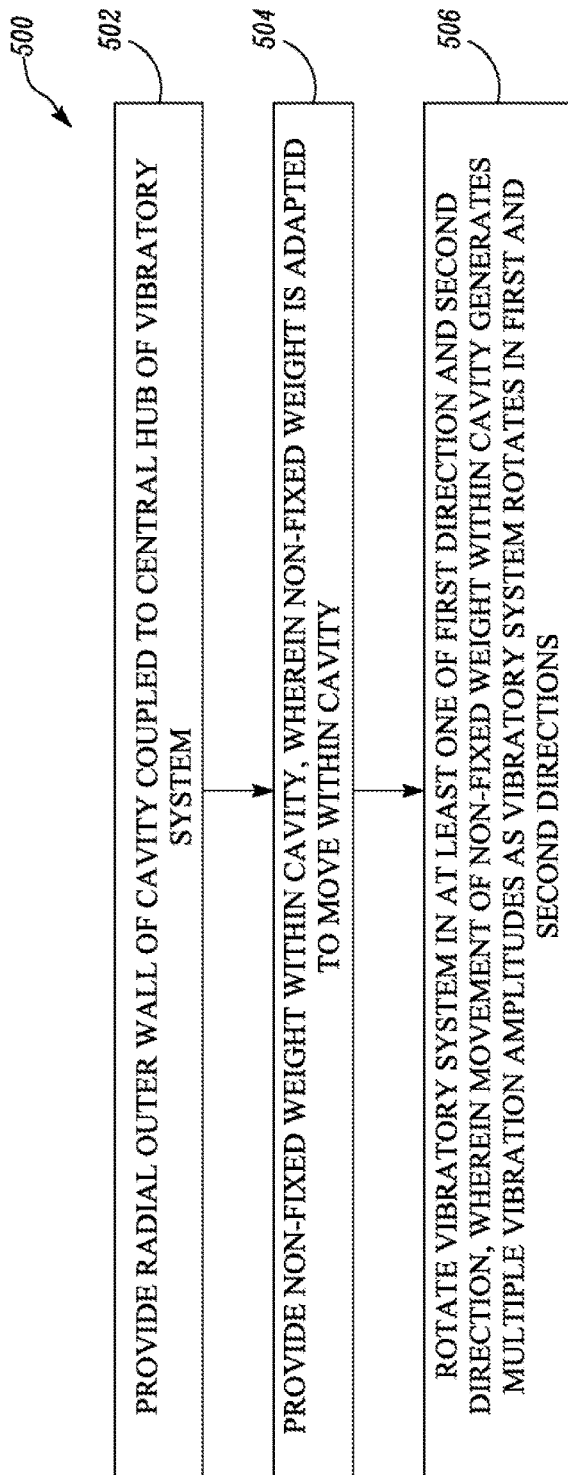 500
502
PROVIDE RADIAL OUTER WALL OF CAVITY COUPLED TO CENTRAL HUB OF VIBRATORY
SYSTEM
504
PROVIDE NON-FIXED WEIGHT WITHIN CAVITY, WHEREIN NON-FIXED WEIGHT IS ADAPTED
TO MOVE WITHIN CAVITY
506
ROTATE VIBRATORY SYSTEM IN AT LEAST ONE OF FIRST DIRECTION AND SECOND
DIRECTION, WHEREIN MOVEMENT OF NON-FIXED WEIGHT WITHIN CAVITY GENERATES
MULTIPLE VIBRATION AMPLITUDES AS VIBRATORY SYSTEM ROTATES IN FIRST AND
SECOND DIRECTIONS